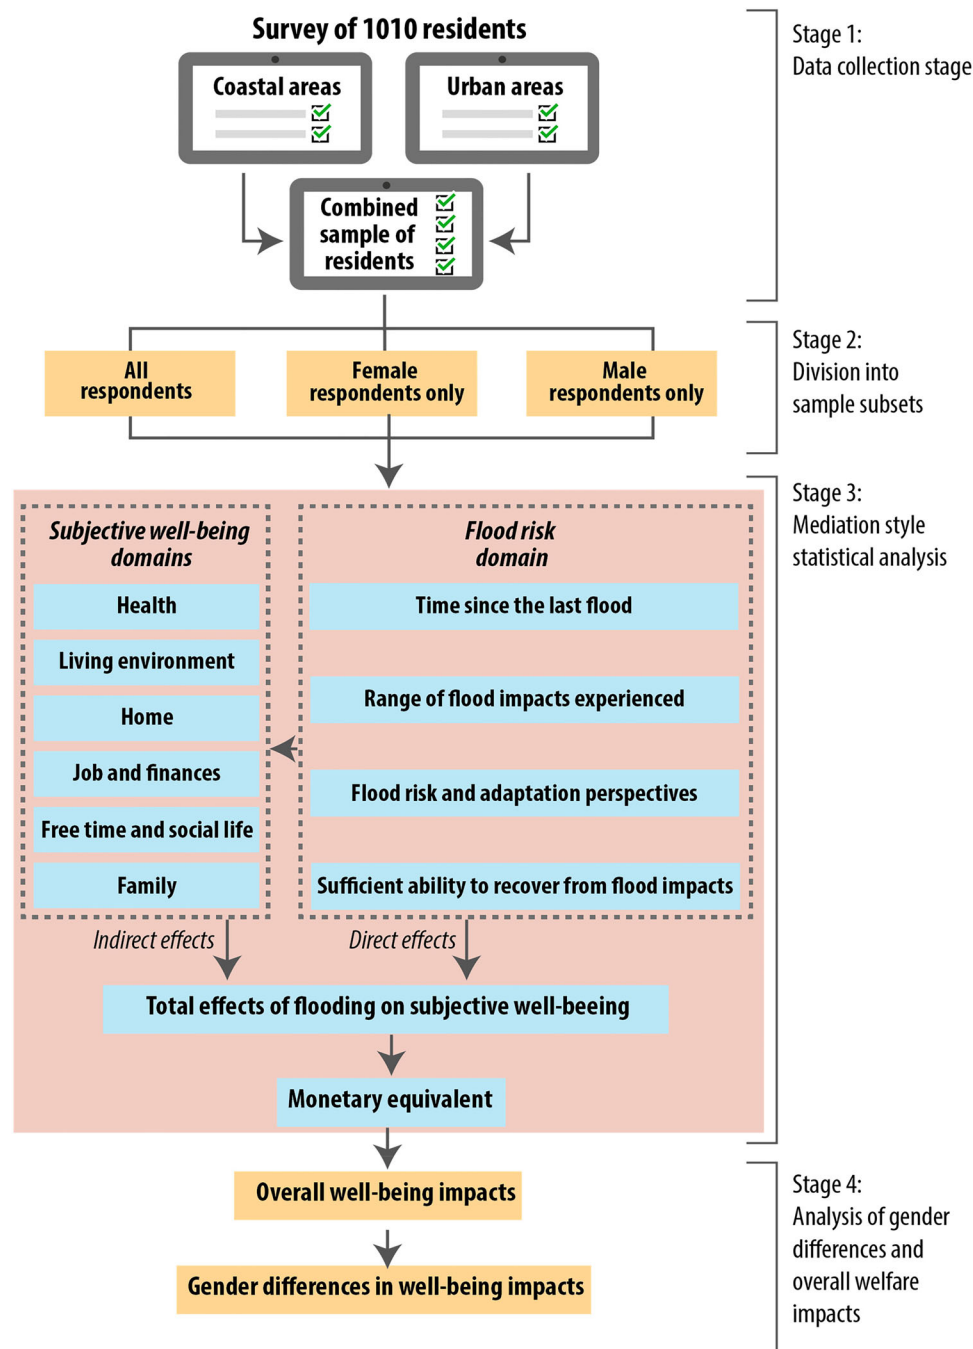 Survey of 1010 residents
Coastal areas
Urban areas
Combined
sample of
residents
Stage 1:
Data collection stage
All
respondents
Female
respondents only
Male
respondents only
Stage 2:
Division into
sample subsets
Stage 3:
Mediation style
statistical analysis
Subjective well-being
domains
Health
Living environment
Home
Job and finances
Free time and social life
Family
Flood risk
domain
Time since the last flood
Range of flood impacts experienced
Flood risk and adaptation perspectives
Sufficient ability to recover from flood impacts
Indirect effects
Direct effects
Total effects of flooding on subjective well-beeing
Monetary equivalent
Overall well-being impacts
Gender differences in well-being impacts
Stage 4:
Analysis of gender
differences and
overall welfare
impacts